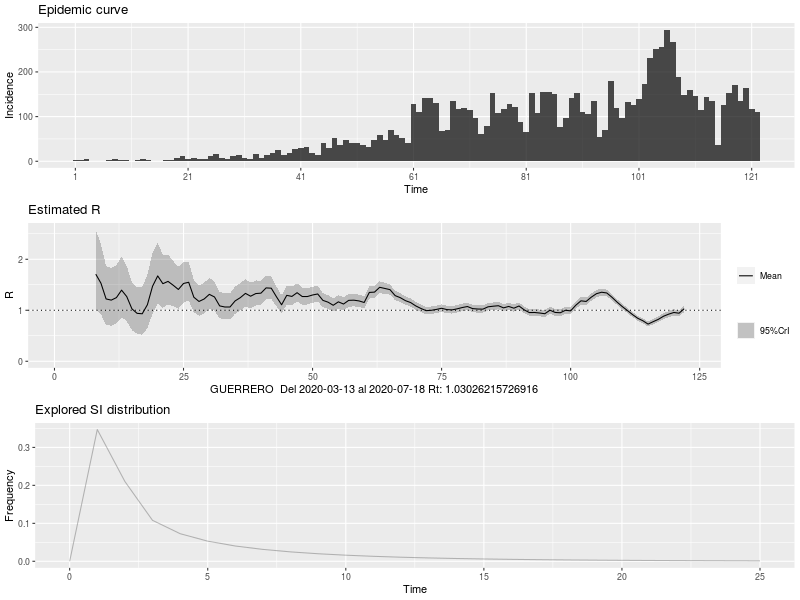 Epidemic curve
300
200
100
0
Incidence
1 21 41 61 81 101 121
Time
Estimated R
2
1
0
R
0 25 50 75 100 125
GUERRERO Del 2020-03-13 al 2020-07-18 Rt: 1.03026215726916
Mean
95%CrI
Explored SI distribution
0.3
0.2
0.1
0.0
Frequency
0 5 10 15 20 25
Time